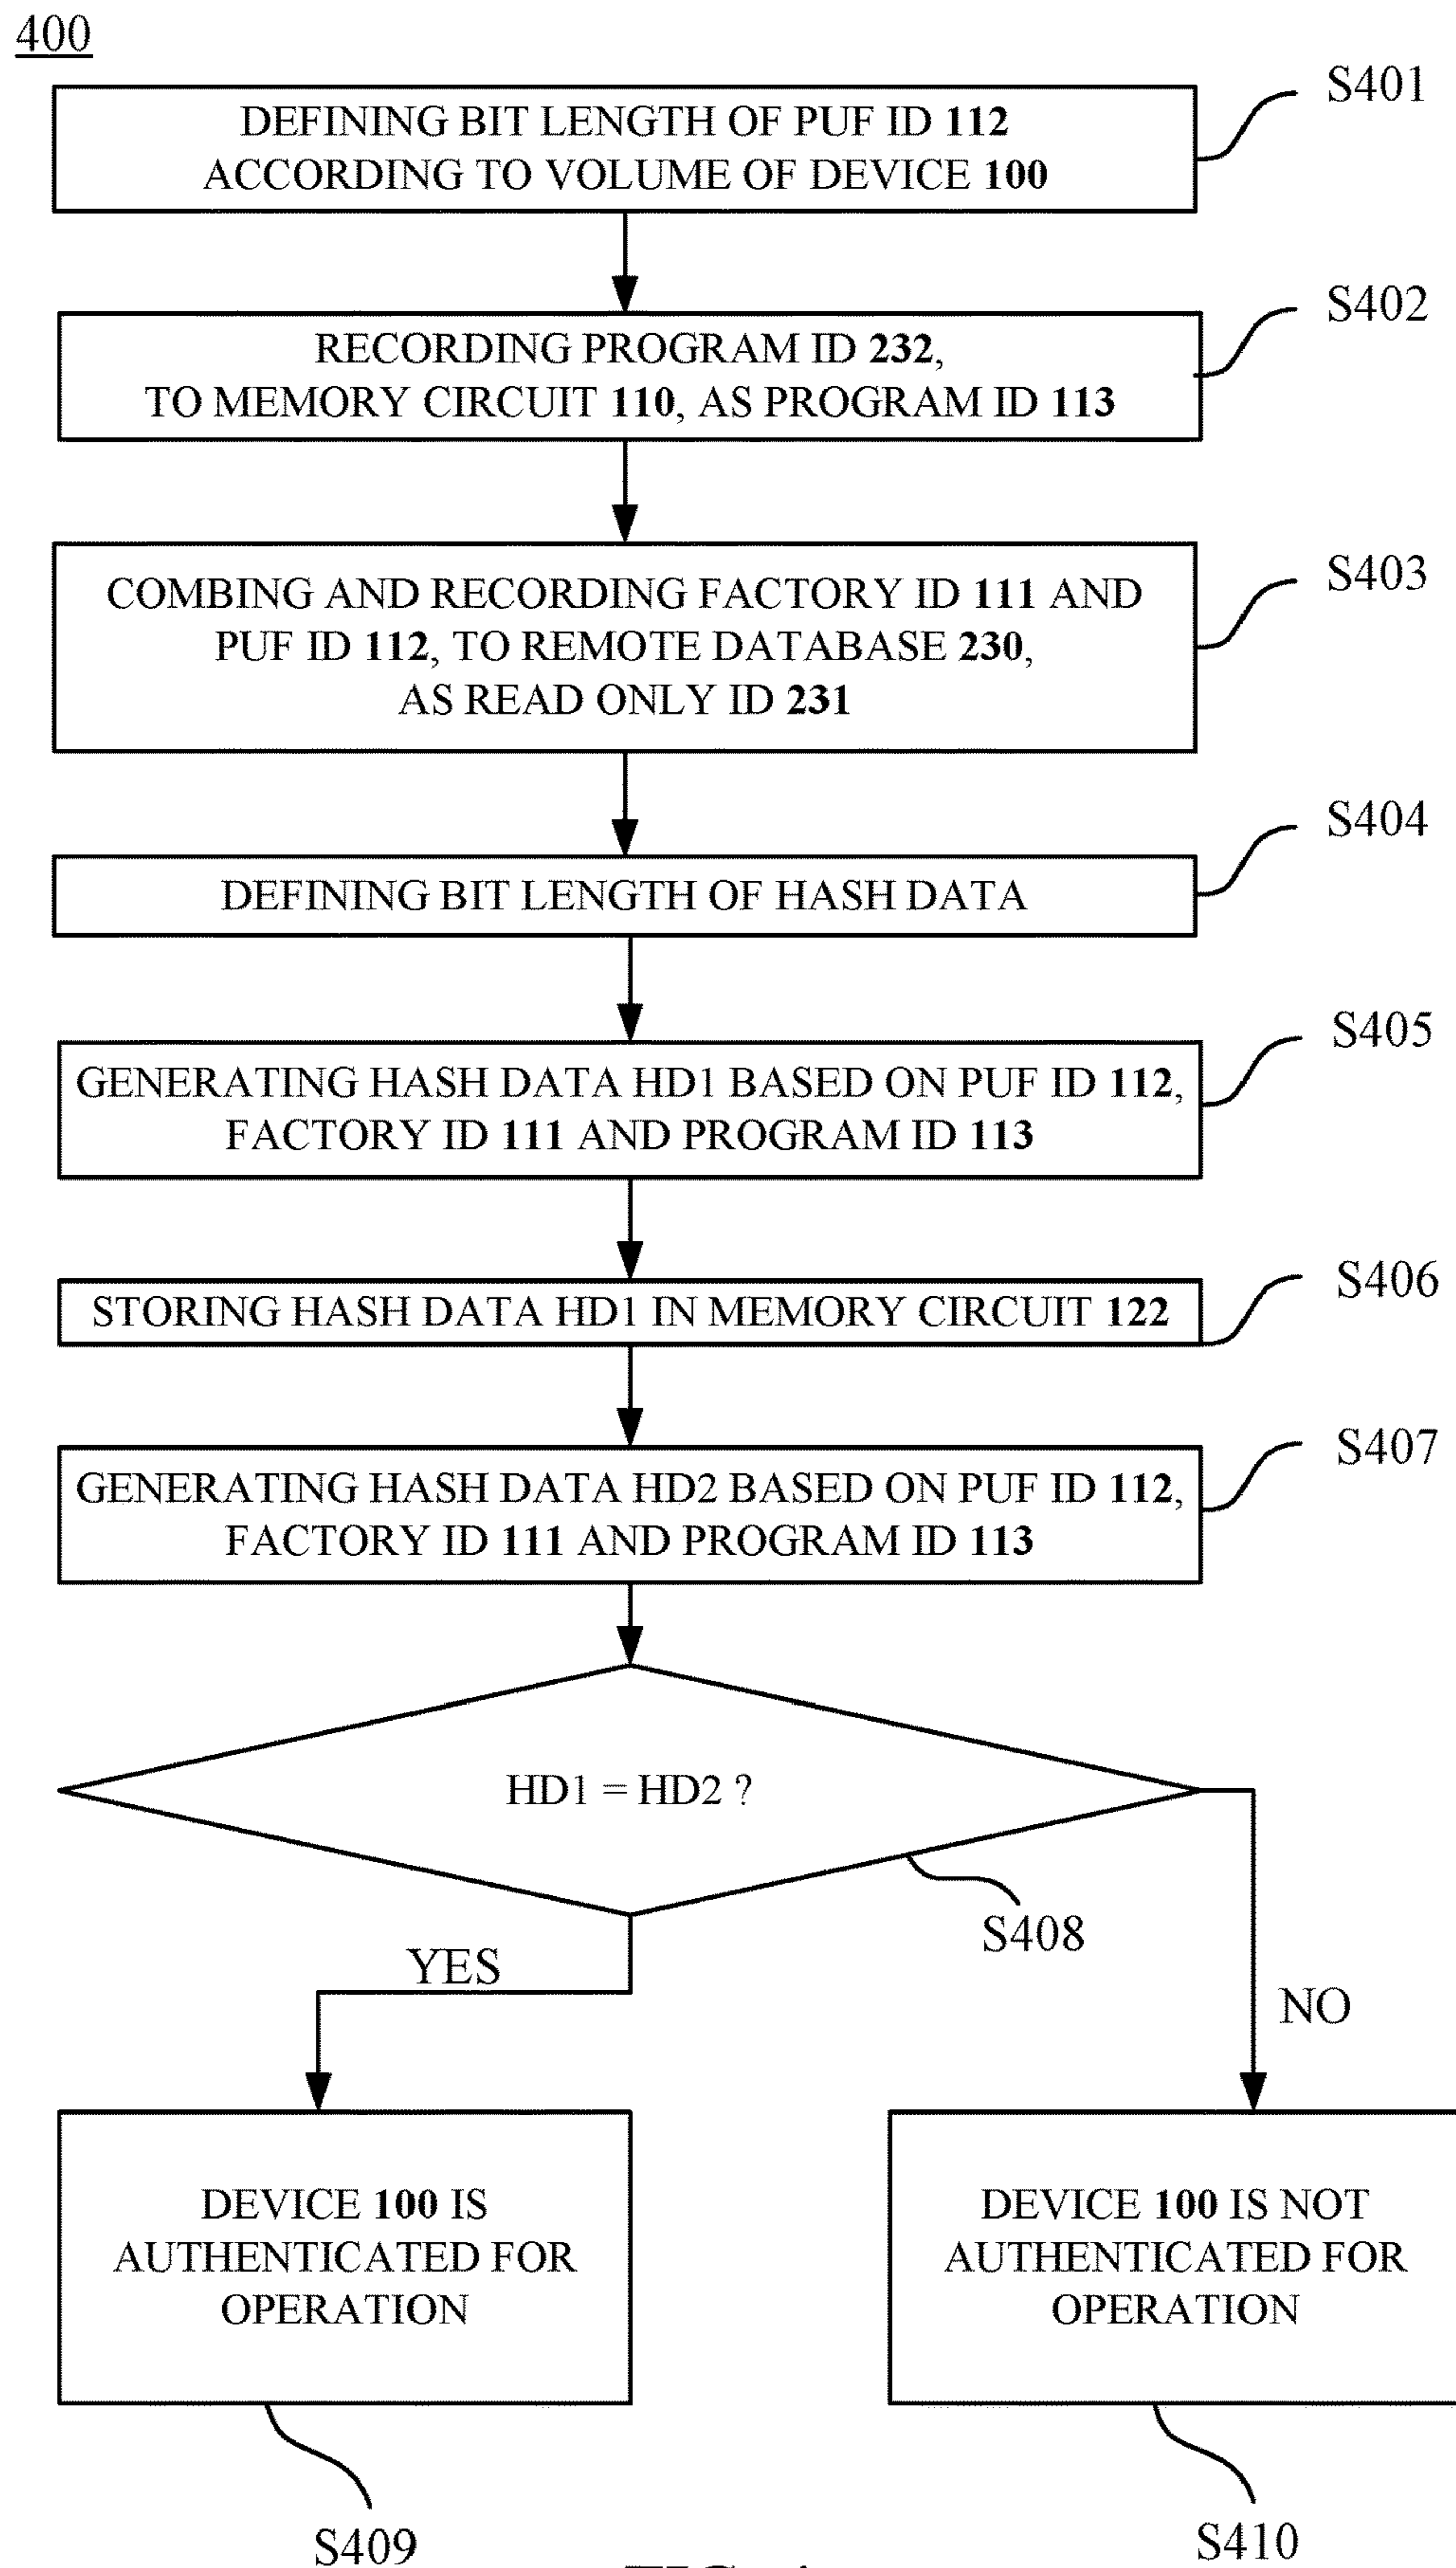 400
DEFINING BIT LENGTH OF PUF ID 112
ACCORDING TO VOLUME OF DEVICE 100
S401
RECORDING PROGRAM ID 232,
TO MEMORY CIRCUIT 110, AS PROGRAM ID 113
S402
COMBING AND RECORDING FACTORY ID 111 AND
PUF ID 112, TO REMOTE DATABASE 230,
AS READ ONLY ID 231
S403
DEFINING BIT LENGTH OF HASH DATA
S404
GENERATING HASH DATA HD1 BASED ON PUF ID 112,
FACTORY ID 111 AND PROGRAM ID 113
S405
STORING HASH DATA HD1 IN MEMORY CIRCUIT 122
S406
GENERATING HASH DATA HD2 BASED ON PUF ID 112,
FACTORY ID 111 AND PROGRAM ID 113
S407
HD1 = HD2 ?
S408
YES
NO
DEVICE 100 IS
AUTHENTICATED FOR
OPERATION
S409
DEVICE 100 IS NOT
AUTHENTICATED FOR
OPERATION
S410